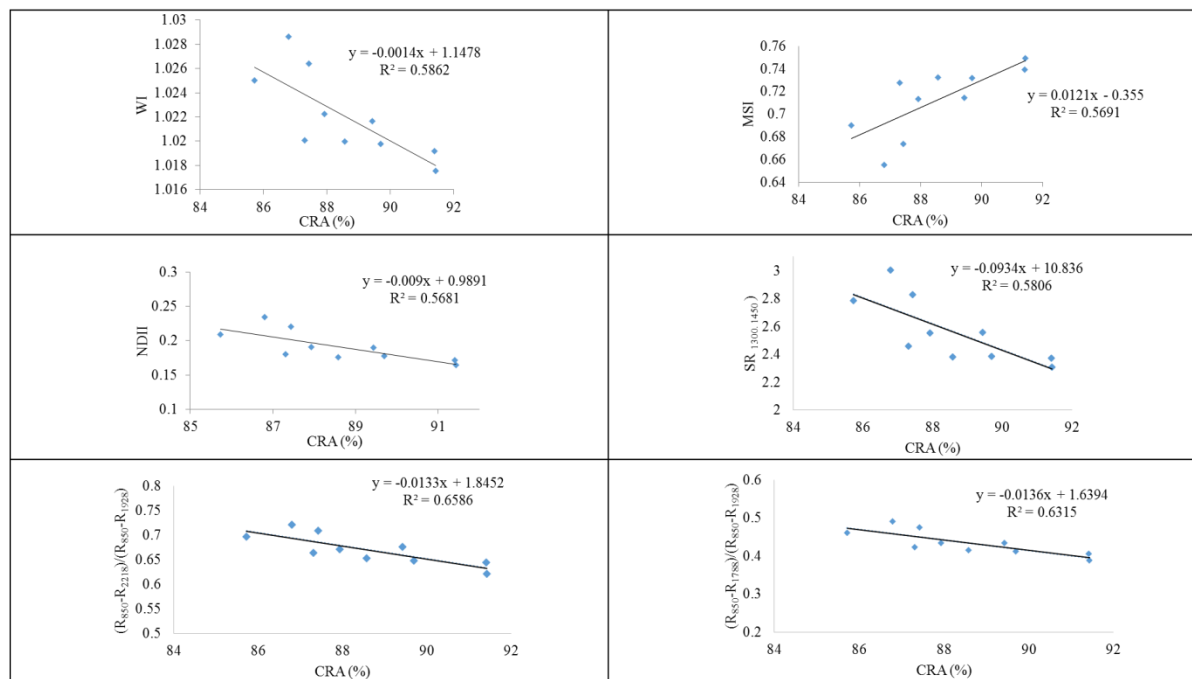 1.03
1.028
1.026
1.024
1.022
1.02
1.018
1.016
84
86
88
90
92
WI
CRA (%)
y = -0.0014x + 1.1478
R² = 0.5862
0.76
0.74
0.72
0.7
0.68
0.66
0.64
84
86
88
90
92
MSI
CRA (%)
y = 0.0121x - 0.355
R² = 0.5691
0.3
0.25
0.2
0.15
0.1
85
87
89
91
NDII
CRA (%)
y = -0.009x + 0.9891
R² = 0.5681
3
2.8
2.6
2.4
2.2
2
84
86
88
90
92
SR 1300.1450
CRA (%)
y = -0.0934x + 10.836
R² = 0.5806
0.8
0.75
0.7
0.65
0.6
0.55
0.5
84
86
88
90
92
(R850-R2218)/(R850-R1928)
CRA (%)
y = -0.0133x + 1.8452
R² = 0.6586
0.6
0.5
0.4
0.3
0.2
84
86
88
90
92
(R850-R1788)/(R850-R1928)
CRA (%)
y = -0.0136x + 1.6394
R² = 0.6315